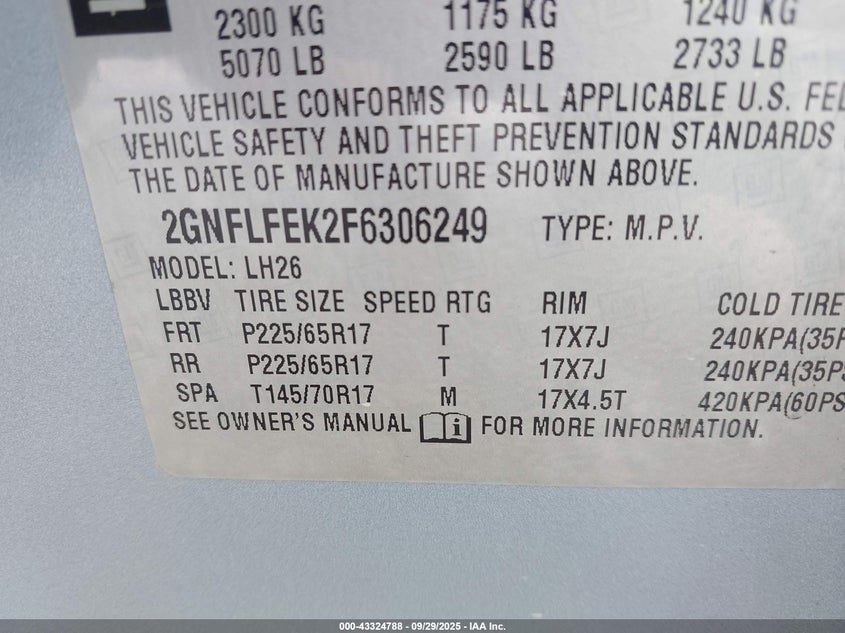 2300 KG 1175 KG 1240 KG
5070 LB 2590 LB 2733 LB
THIS VEHICLE CONFORMS TO ALL APPLICABLE U.S.
VEHICLE SAFETY AND THEFT PREVENTION STANDARDS
THE DATE OF MANUFACTURE SHOWN ABOVE.
2GNFLFEK2F6306249 TYPE: M.P.V.
MODEL: LH26
LBBV TIRE SIZE SPEED RTG RIM COLD TIRE
FRT P225/65R17 T 17X7J 240KPA(35
RR P225/65R17 T 17X7J 240KPA(35PS
SPA T145/70R17 M 17X4.5T 420KPA(60PS
SEE OWNER'S MANUAL i FOR MORE INFORMATION.
000-43324788 - 09/29/2025 - IAA Inc.